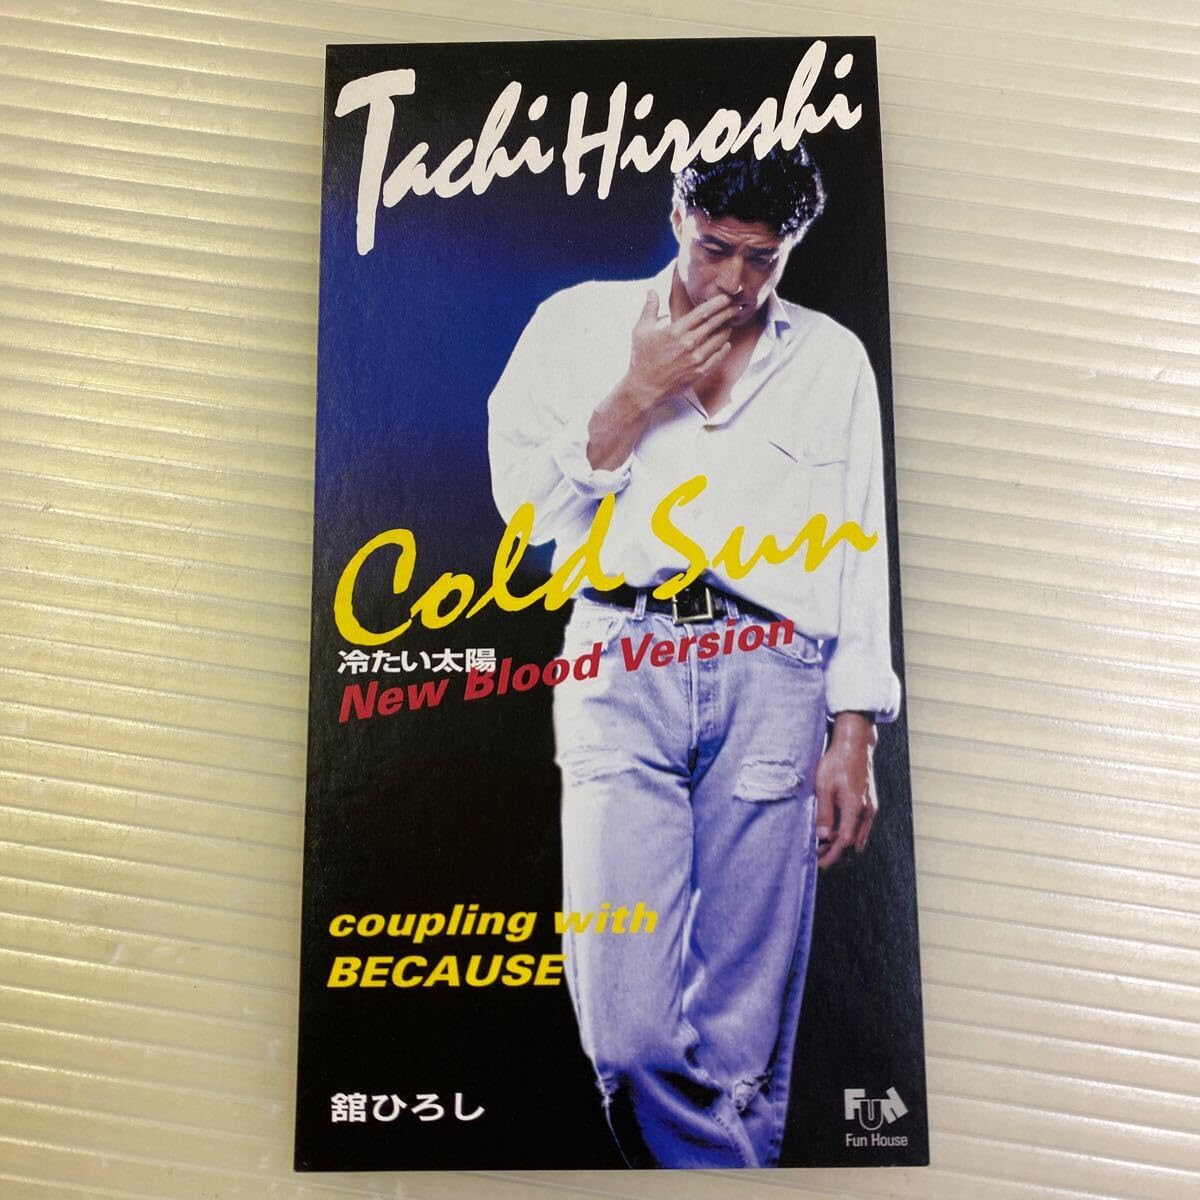 Tachi Hiroshi
Cold Sun
冷たい太陽
New Blood Version
coupling with
BECAUSE
舘ひろし
FUN
Fun House